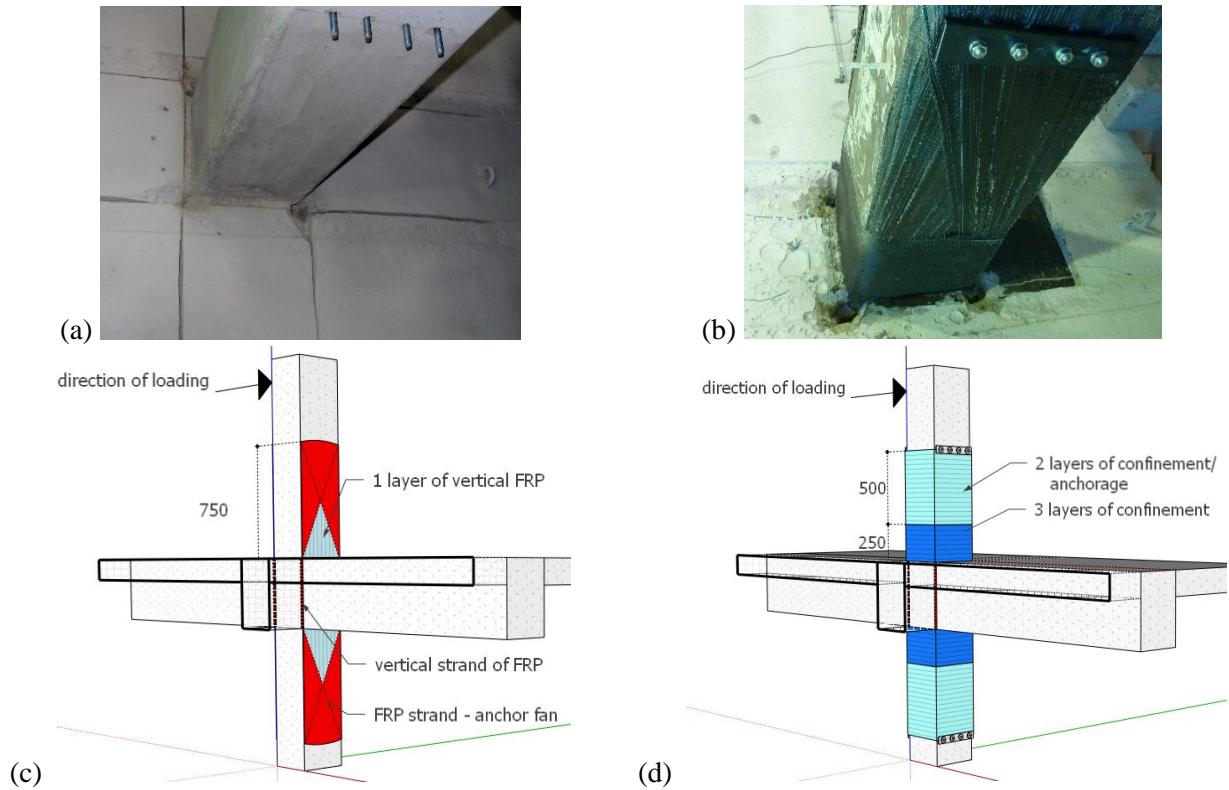 (a)
(b)
direction of loading
1 layer of vertical FRP
750
vertical strand of FRP
FRP strand - anchor fan
(c)
direction of loading
2 layers of confinement/
anchorage
500
3 layers of confinement
250
(d)